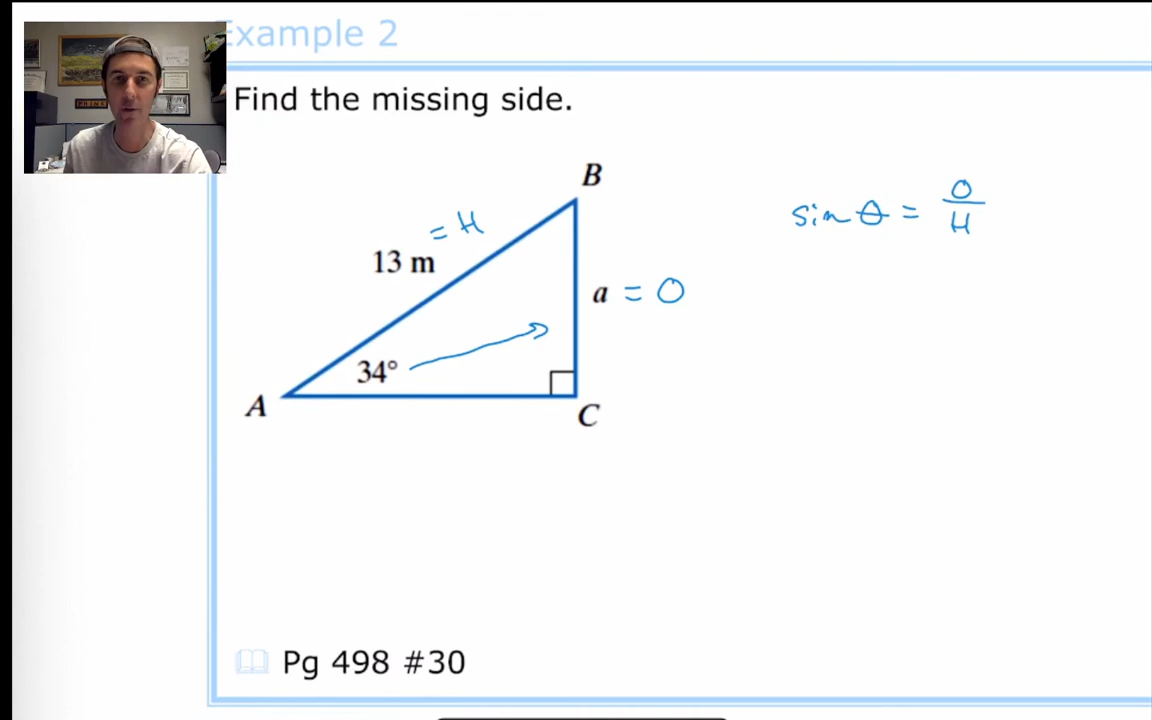 Example 2
Find the missing side.
B
sin θ = O/H
= H
13 m
a = O
34°
A
C
Pg 498 #30